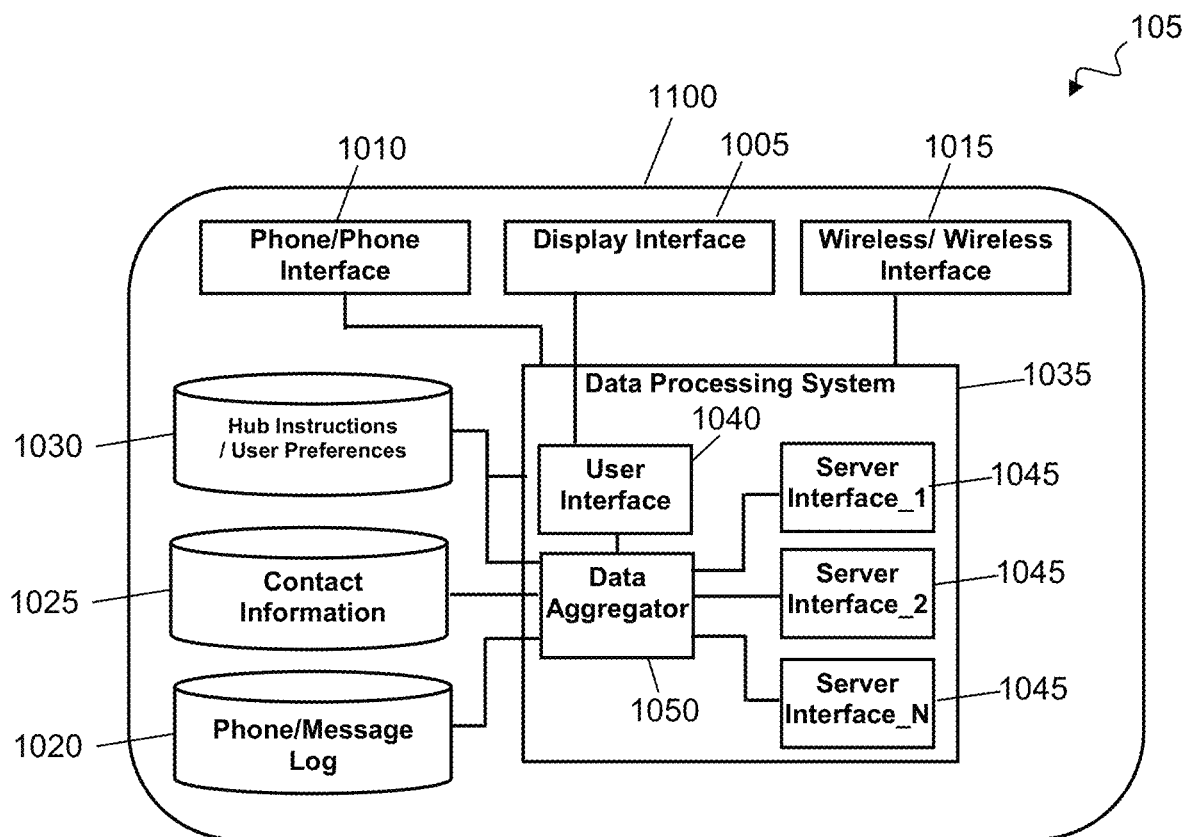 105
1100
1010
1005
1015
Phone/Phone
Interface
Display Interface
Wireless/ Wireless
Interface
Data Processing System
1035
1030
Hub Instructions
/ User Preferences
1040
User
Interface
Server
Interface_1
1045
1025
Contact
Information
Data
Aggregator
Server
Interface_2
1045
1020
Phone/Message
Log
1050
Server
Interface_N
1045